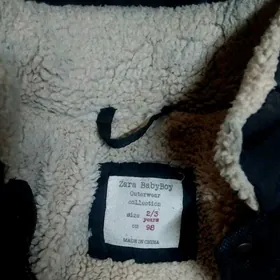 Zara BabyBoy
Outerwear
collection
size 2/3
years
cm 98
MADE IN CHINA